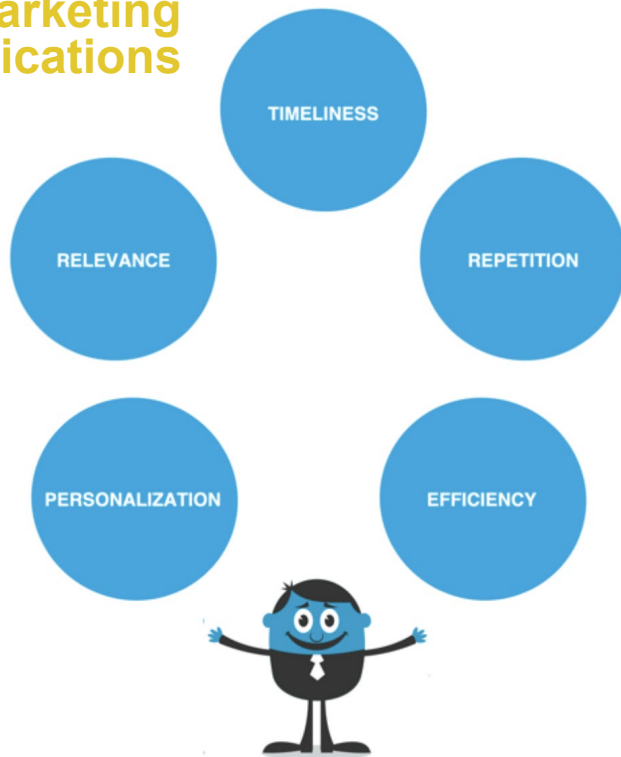 arketing
ications
TIMELINESS
RELEVANCE
REPETITION
PERSONALIZATION
EFFICIENCY